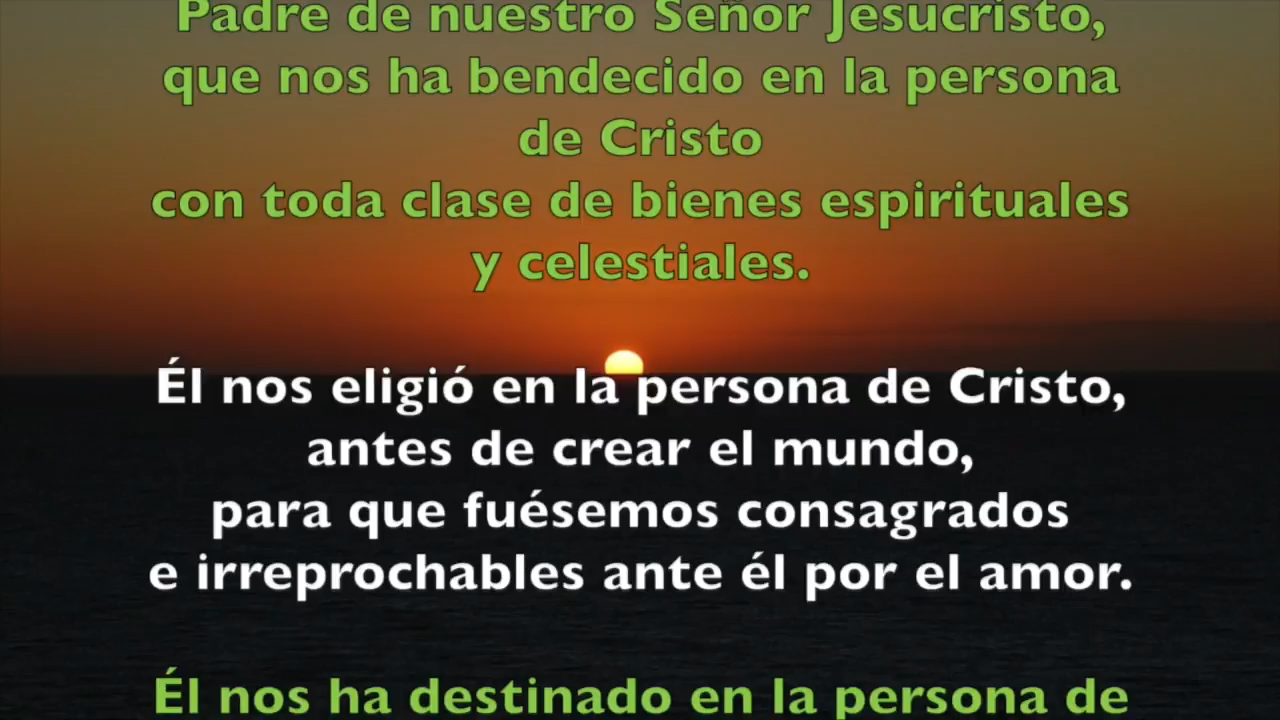 Padre de nuestro Señor Jesucristo,
que nos ha bendecido en la persona
de Cristo
con toda clase de bienes espirituales
y celestiales.
Él nos eligió en la persona de Cristo,
antes de crear el mundo,
para que fuésemos consagrados
e irreprochables ante él por el amor.
Él nos ha destinado en la persona de